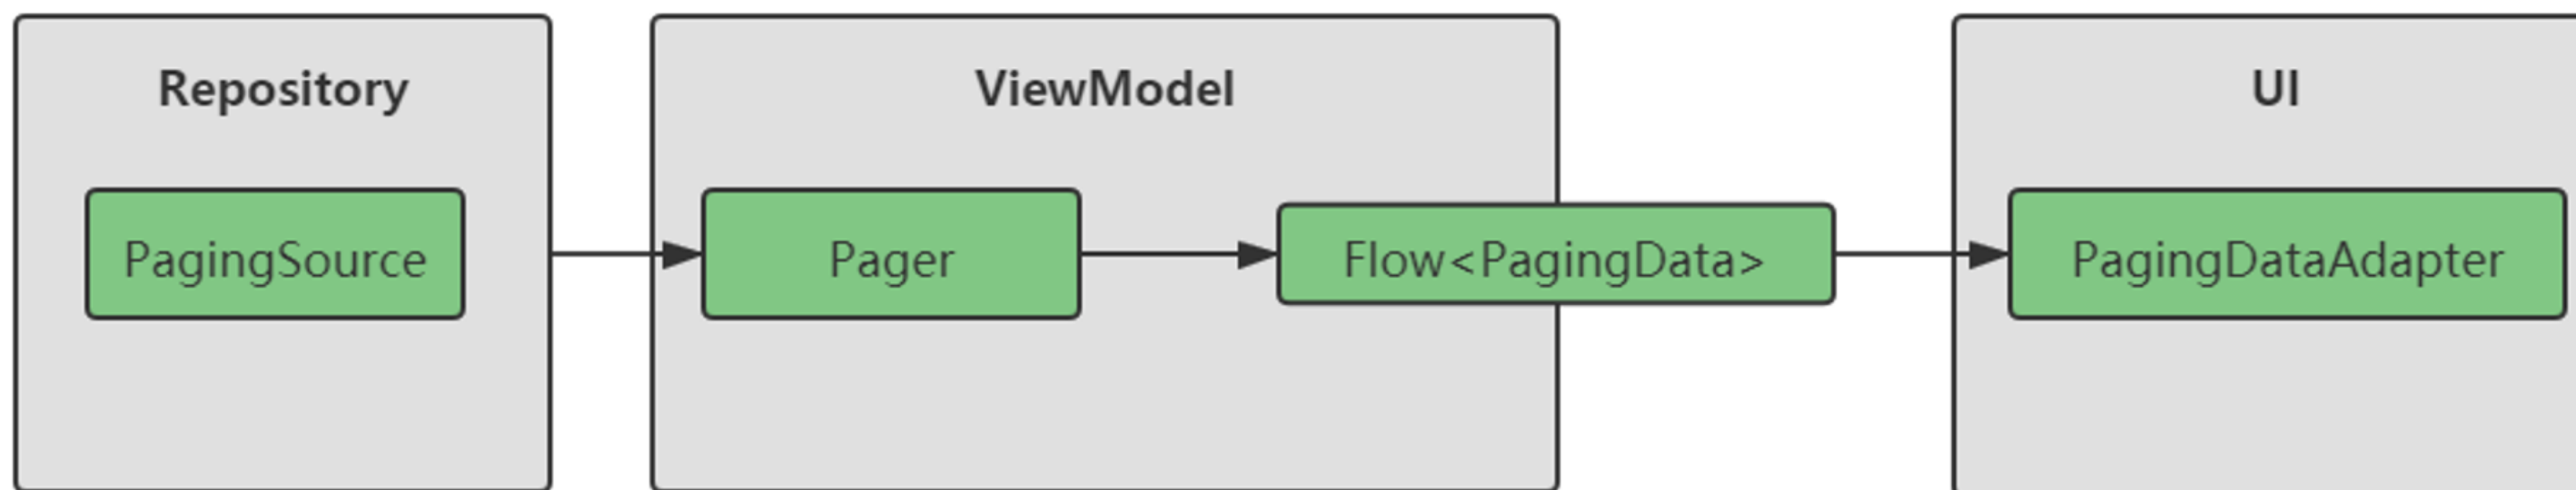 Repository
ViewModel
UI
PagingSource
Pager
Flow<PagingData>
PagingDataAdapter